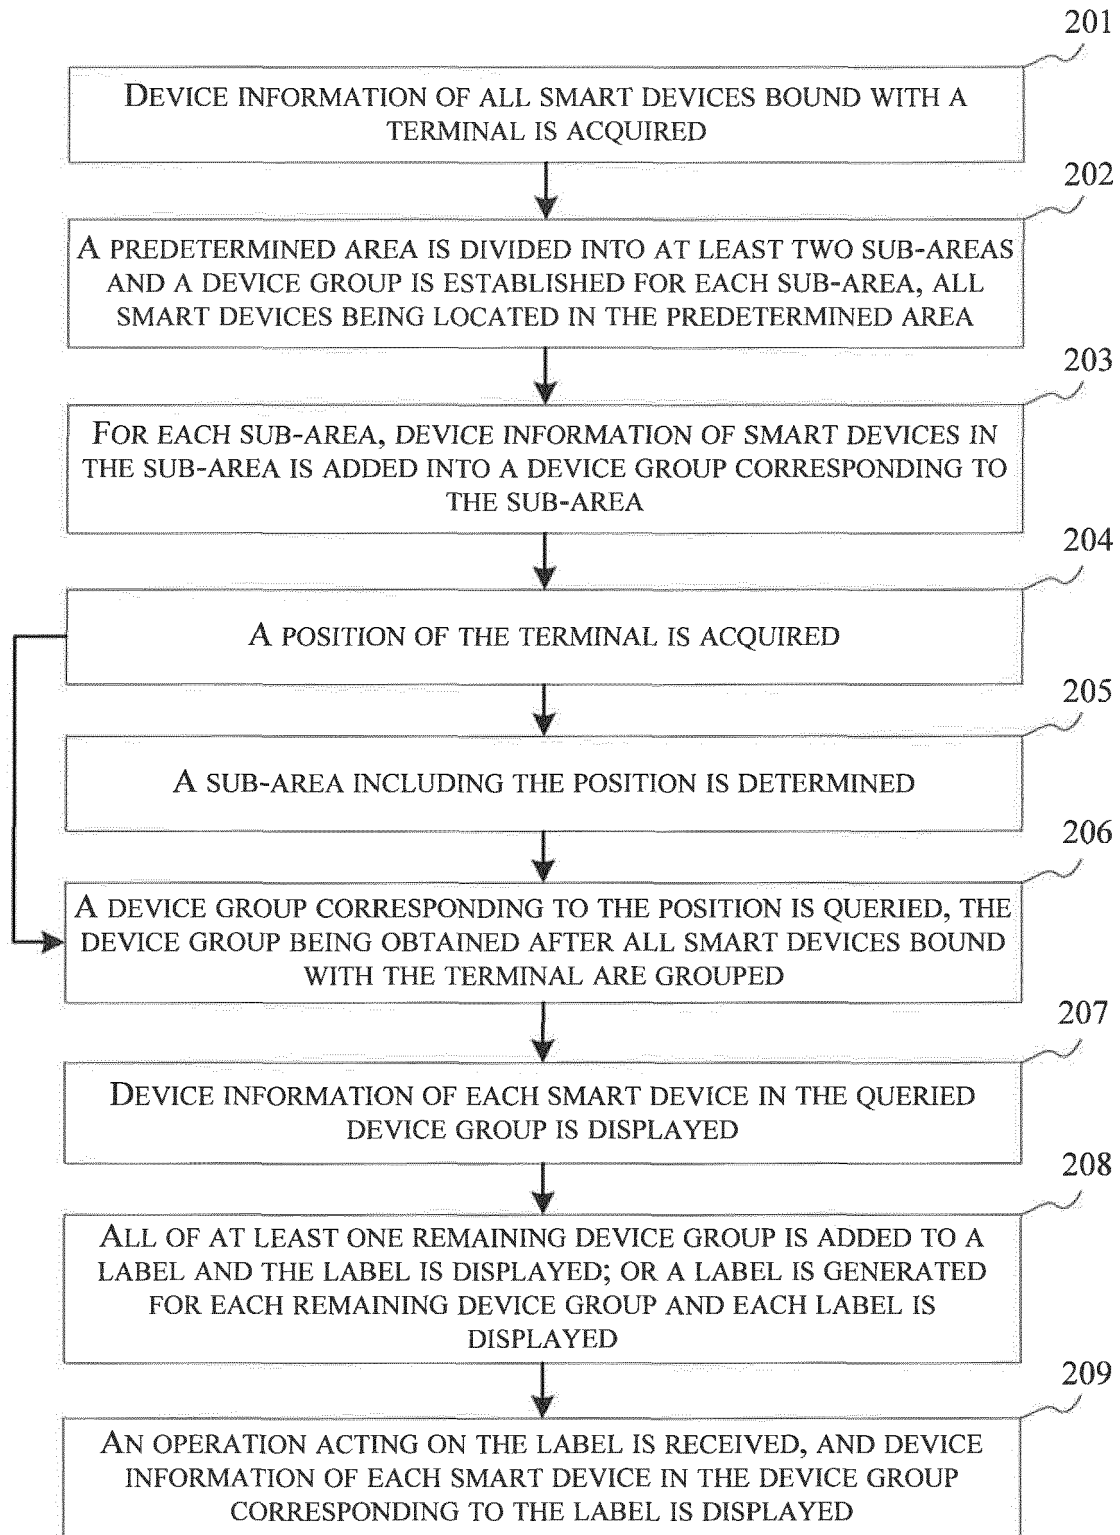 201
DEVICE INFORMATION OF ALL SMART DEVICES BOUND WITH A
TERMINAL IS ACQUIRED
202
A PREDETERMINED AREA IS DIVIDED INTO AT LEAST TWO SUB-AREAS
AND A DEVICE GROUP IS ESTABLISHED FOR EACH SUB-AREA, ALL
SMART DEVICES BEING LOCATED IN THE PREDETERMINED AREA
203
FOR EACH SUB-AREA, DEVICE INFORMATION OF SMART DEVICES IN
THE SUB-AREA IS ADDED INTO A DEVICE GROUP CORRESPONDING TO
THE SUB-AREA
204
A POSITION OF THE TERMINAL IS ACQUIRED
205
A SUB-AREA INCLUDING THE POSITION IS DETERMINED
206
A DEVICE GROUP CORRESPONDING TO THE POSITION IS QUERIED, THE
DEVICE GROUP BEING OBTAINED AFTER ALL SMART DEVICES BOUND
WITH THE TERMINAL ARE GROUPED
207
DEVICE INFORMATION OF EACH SMART DEVICE IN THE QUERIED
DEVICE GROUP IS DISPLAYED
208
ALL OF AT LEAST ONE REMAINING DEVICE GROUP IS ADDED TO A
LABEL AND THE LABEL IS DISPLAYED; OR A LABEL IS GENERATED
FOR EACH REMAINING DEVICE GROUP AND EACH LABEL IS
DISPLAYED
209
AN OPERATION ACTING ON THE LABEL IS RECEIVED, AND DEVICE
INFORMATION OF EACH SMART DEVICE IN THE DEVICE GROUP
CORRESPONDING TO THE LABEL IS DISPLAYED